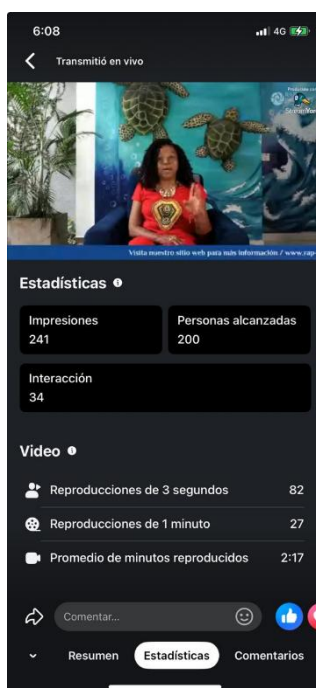 6:08 4G
Transmitió en vivo
Visita nuestro sitio web para más información / www.rap-
Estadísticas
Impresiones
241
Personas alcanzadas
200
Interacción
34
Video
Reproducciones de 3 segundos 82
Reproducciones de 1 minuto 27
Promedio de minutos reproducidos 2:17
Comentar...
Resumen Estadísticas Comentarios